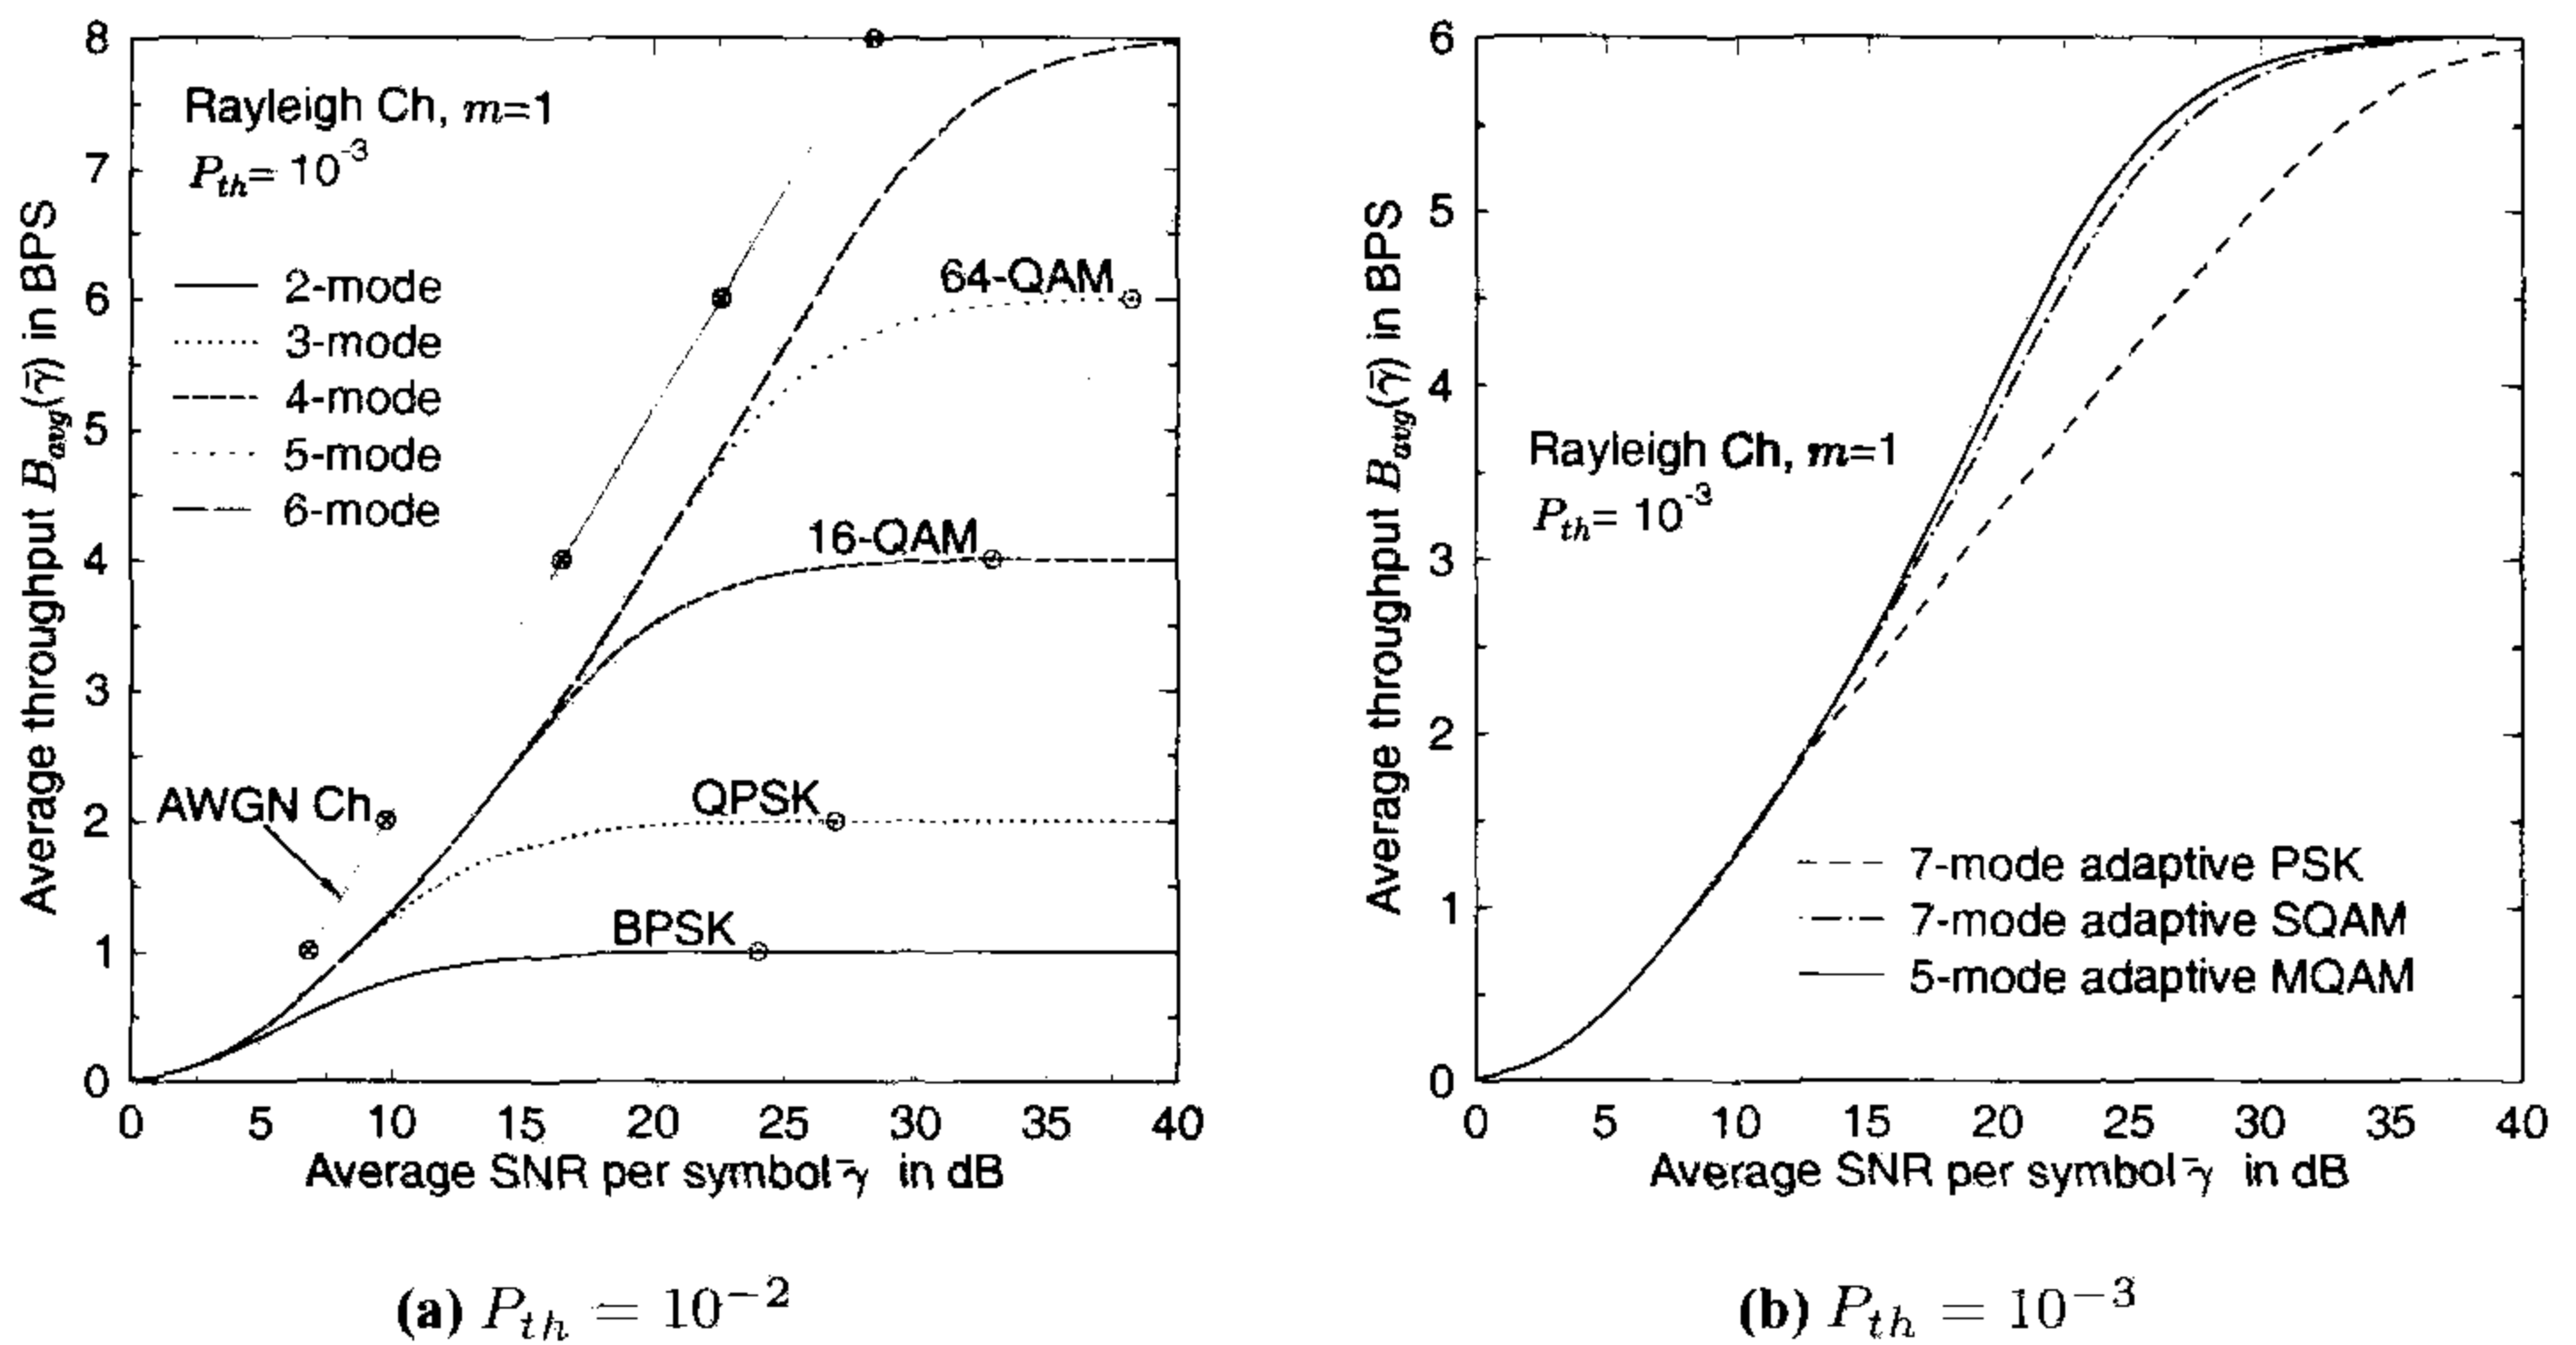 Average throughput B_avg(γ̄) in BPS
8
7
6
5
4
3
2
1
0
Rayleigh Ch, m=1
P_th= 10^-3
2-mode
3-mode
4-mode
5-mode
6-mode
64-QAM
16-QAM
AWGN Ch
QPSK
BPSK
0 5 10 15 20 25 30 35 40
Average SNR per symbol γ̄ in dB
(a) P_th = 10^−2
Average throughput B_avg(γ̄) in BPS
6
5
4
3
2
1
0
Rayleigh Ch, m=1
P_th= 10^-3
7-mode adaptive PSK
7-mode adaptive SQAM
5-mode adaptive MQAM
0 5 10 15 20 25 30 35 40
Average SNR per symbol γ̄ in dB
(b) P_th = 10^−3